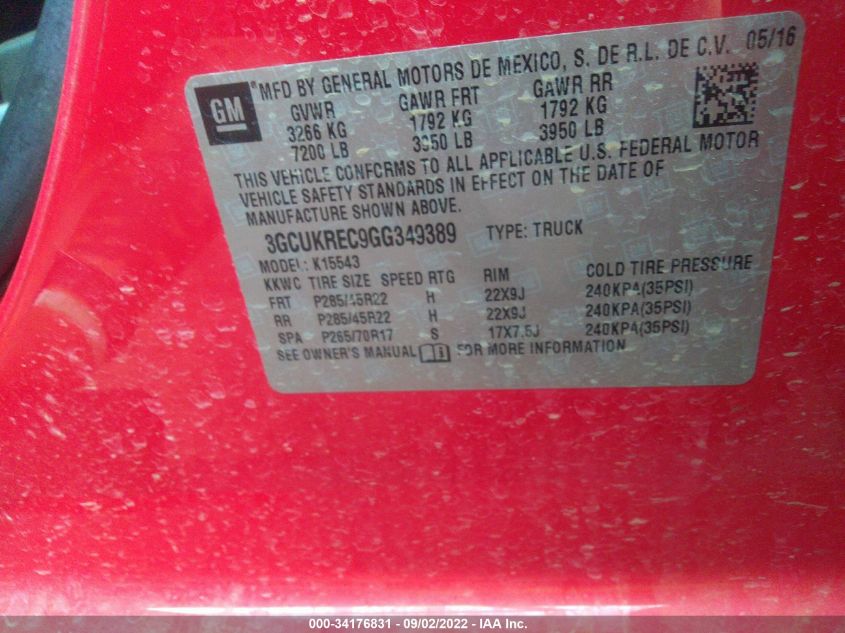 GM
®MFD BY GENERAL MOTORS DE MEXICO, S. DE R.L. DE C.V. 05/16
GVWR GAWR FRT GAWR RR
3266 KG 1792 KG 1792 KG
7200 LB 3950 LB 3950 LB
THIS VEHICLE CONFORMS TO ALL APPLICABLE U.S. FEDERAL MOTOR
VEHICLE SAFETY STANDARDS IN EFFECT ON THE DATE OF
MANUFACTURE SHOWN ABOVE.
3GCUKREC9GG349389 TYPE: TRUCK
MODEL: K15543
KKWC TIRE SIZE SPEED RTG RIM COLD TIRE PRESSURE
FRT P285/45R22 H 22X9J 240KPA(35PSI)
RR P285/45R22 H 22X9J 240KPA(35PSI)
SPA P265/70R17 S 17X7.5J 240KPA(35PSI)
SEE OWNER'S MANUAL FOR MORE INFORMATION
000-34176831 - 09/02/2022 - IAA Inc.